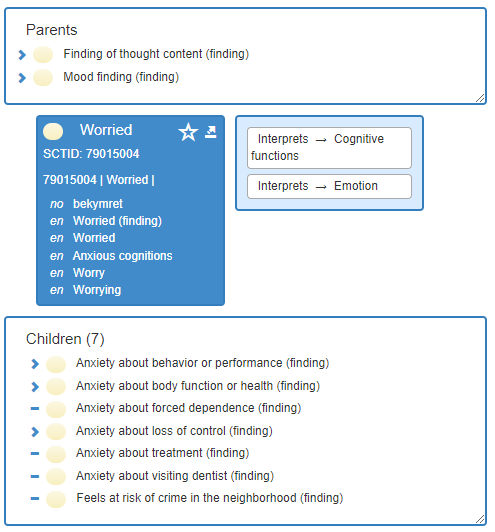 Parents
Finding of thought content (finding)
Mood finding (finding)
Worried
SCTID: 79015004
79015004 | Worried |
no bekymret
en Worried (finding)
en Worried
en Anxious cognitions
en Worry
en Worrying
Interprets → Cognitive
functions
Interprets → Emotion
Children (7)
Anxiety about behavior or performance (finding)
Anxiety about body function or health (finding)
Anxiety about forced dependence (finding)
Anxiety about loss of control (finding)
Anxiety about treatment (finding)
Anxiety about visiting dentist (finding)
Feels at risk of crime in the neighborhood (finding)